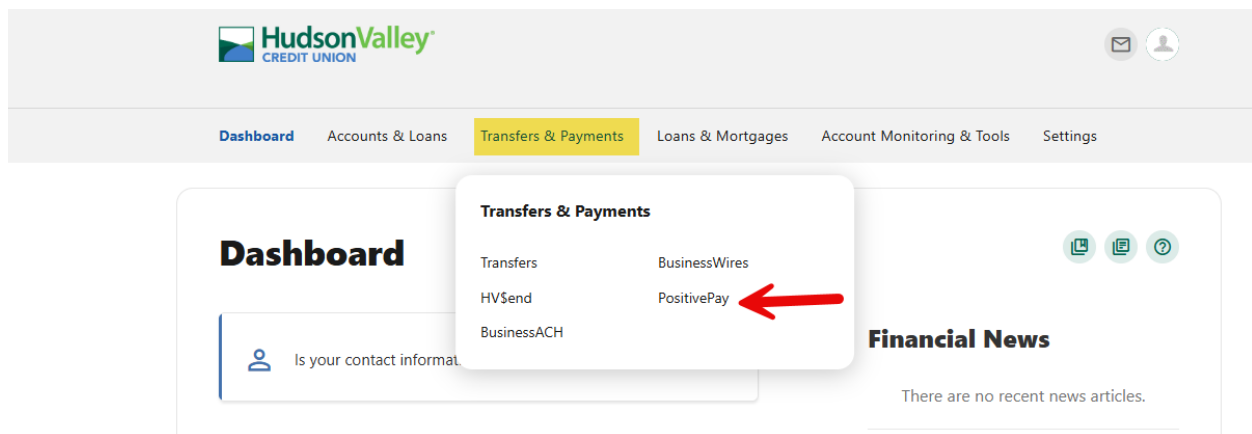 HudsonValley
CREDIT UNION
Dashboard Accounts & Loans Transfers & Payments Loans & Mortgages Account Monitoring & Tools Settings
Transfers & Payments
Dashboard
Transfers BusinessWires
HV$end PositivePay
BusinessACH
Is your contact informat
Financial News
There are no recent news articles.